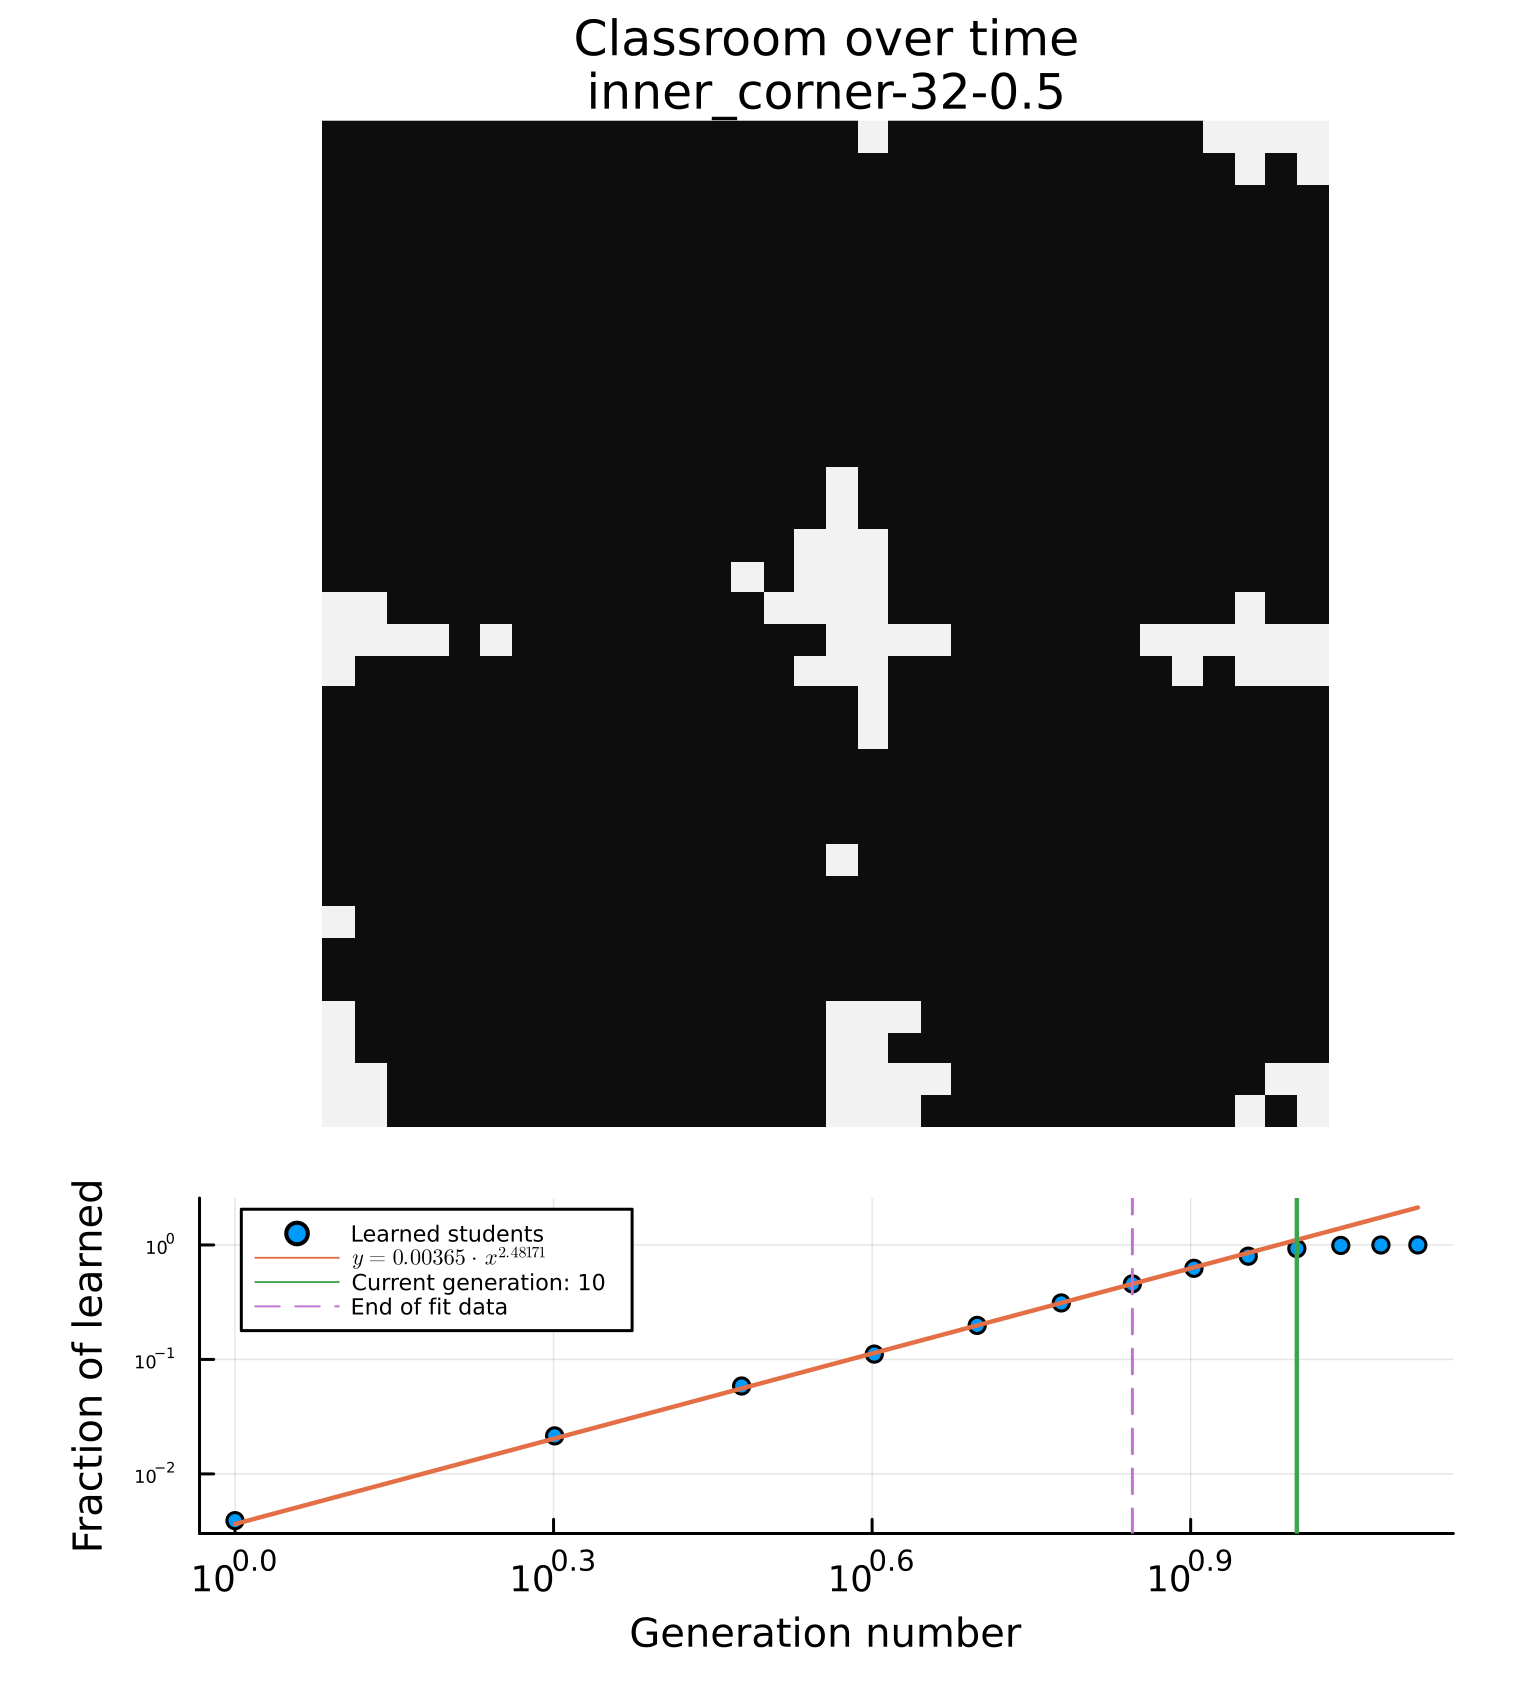 Classroom over time
inner_corner-32-0.5
Fraction of learned
10^0
10^-1
10^-2
Learned students
y = 0.00365 · x^2.48171
Current generation: 10
End of fit data
10^0.0 10^0.3 10^0.6 10^0.9
Generation number